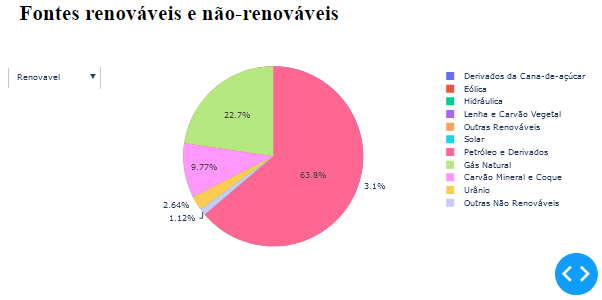 Fontes renováveis e não-renováveis
Renovavel
22.7%
9.77%
63.8%
3.1%
2.64%
1.12%
Derivados da Cana-de-açúcar
Eólica
Hidráulica
Lenha e Carvão Vegetal
Outras Renováveis
Solar
Petróleo e Derivados
Gás Natural
Carvão Mineral e Coque
Urânio
Outras Não Renováveis